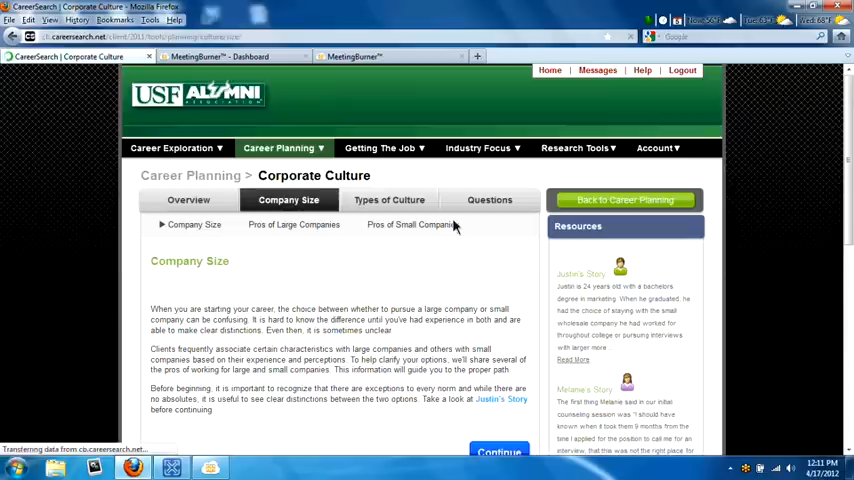 CareerSearch | Corporate Culture - Mozilla Firefox
File Edit View History Bookmarks Tools Help
cb.careersearch.net/client/2011/tools/planning/culture/size/
Google
CareerSearch | Corporate Culture
MeetingBurner™ - Dashboard
MeetingBurner™
Home Messages Help Logout
USF ALUMNI
ASSOCIATION
Career Exploration ▼ Career Planning ▼ Getting The Job ▼ Industry Focus ▼ Research Tools▼ Account▼
Career Planning > Corporate Culture
Overview Company Size Types of Culture Questions
Back to Career Planning
▶ Company Size Pros of Large Companies Pros of Small Companies
Resources
Company Size
When you are starting your career, the choice between whether to pursue a large company or small
company can be confusing. It is hard to know the difference until you've had experience in both and are
able to make clear distinctions. Even then, it is sometimes unclear
Clients frequently associate certain characteristics with large companies and others with small
companies based on their experience and perceptions. To help clarify your options, we'll share several of
the pros of working for large and small companies. This information will guide you to the proper path.
Before beginning, it is important to recognize that there are exceptions to every norm and while there are
no absolutes, it is useful to see clear distinctions between the two options. Take a look at Justin's Story
before continuing
Continue
Justin's Story
Justin is 24 years old with a bachelors
degree in marketing. When he graduated, he
had the choice of staying with the small
wholesale company he had worked for
throughout college or pursuing interviews
with larger more...
Read More
Melanie's Story
The first thing Melanie said in our initial
counseling session was "I should have
known when it took them 9 months from
the time I applied for the position to call me for an
interview, that this was not the right company
Transferring data from cb.careersearch.net...
12:11 PM
4/17/2012